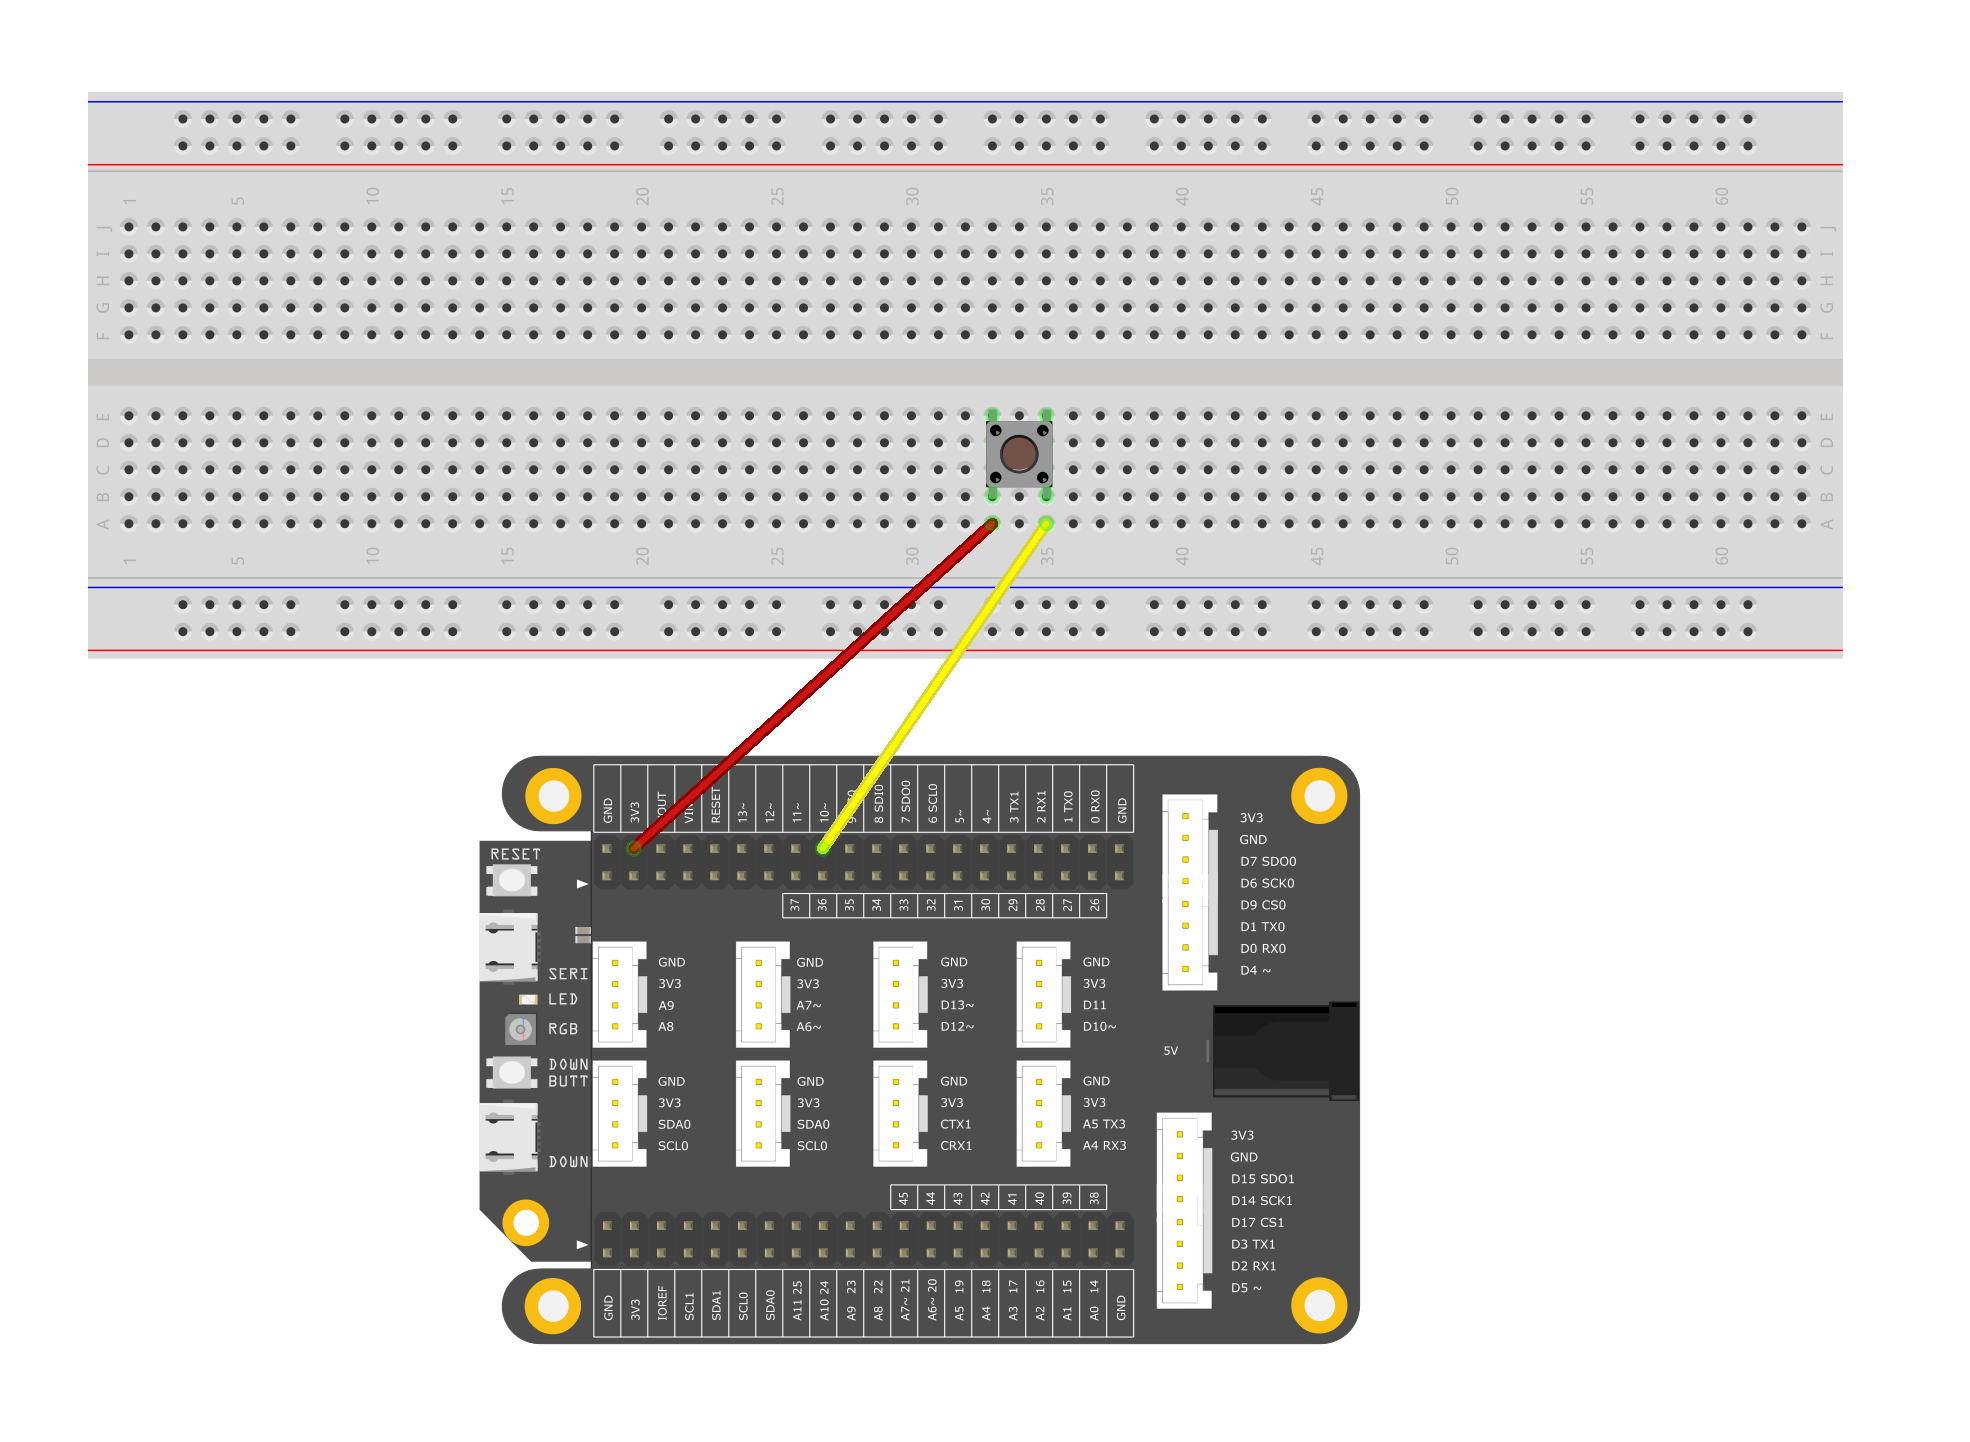 1 5 10 15 20 25 30 35 40 45 50 55 60
J J
I I
H H
G G
F F
E E
D D
C C
B B
A A
1 5 10 15 20 25 30 35 40 45 50 55 60
GND 3V3 OUT RESET 13~ 12~ 11~ 10~ 8 SDI0 7 SDO0 6 SCL0 5~ 4~ 3 TX1 2 RX1 1 TX0 0 RX0 GND
RESET
37 36 35 34 33 32 31 30 29 28 27 26
3V3
GND
D7 SDO0
D6 SCK0
D9 CS0
D1 TX0
D0 RX0
D4 ~
SERI
LED
RGB
DOWN
BUTT
DOWN
GND
3V3
A9
A8
GND
3V3
A7~
A6~
GND
3V3
D13~
D12~
GND
3V3
D11
D10~
5V
GND
3V3
SDA0
SCL0
GND
3V3
SDA0
SCL0
GND
3V3
CTX1
CRX1
GND
3V3
A5 TX3
A4 RX3
3V3
GND
D15 SDO1
D14 SCK1
D17 CS1
D3 TX1
D2 RX1
D5 ~
45 44 43 42 41 40 39 38
GND 3V3 IOREF SCL1 SDA1 SCL0 SDA0 A11 25 A10 24 A9 23 A8 22 A7~ 21 A6~ 20 A5 19 A4 18 A3 17 A2 16 A1 15 A0 14 GND